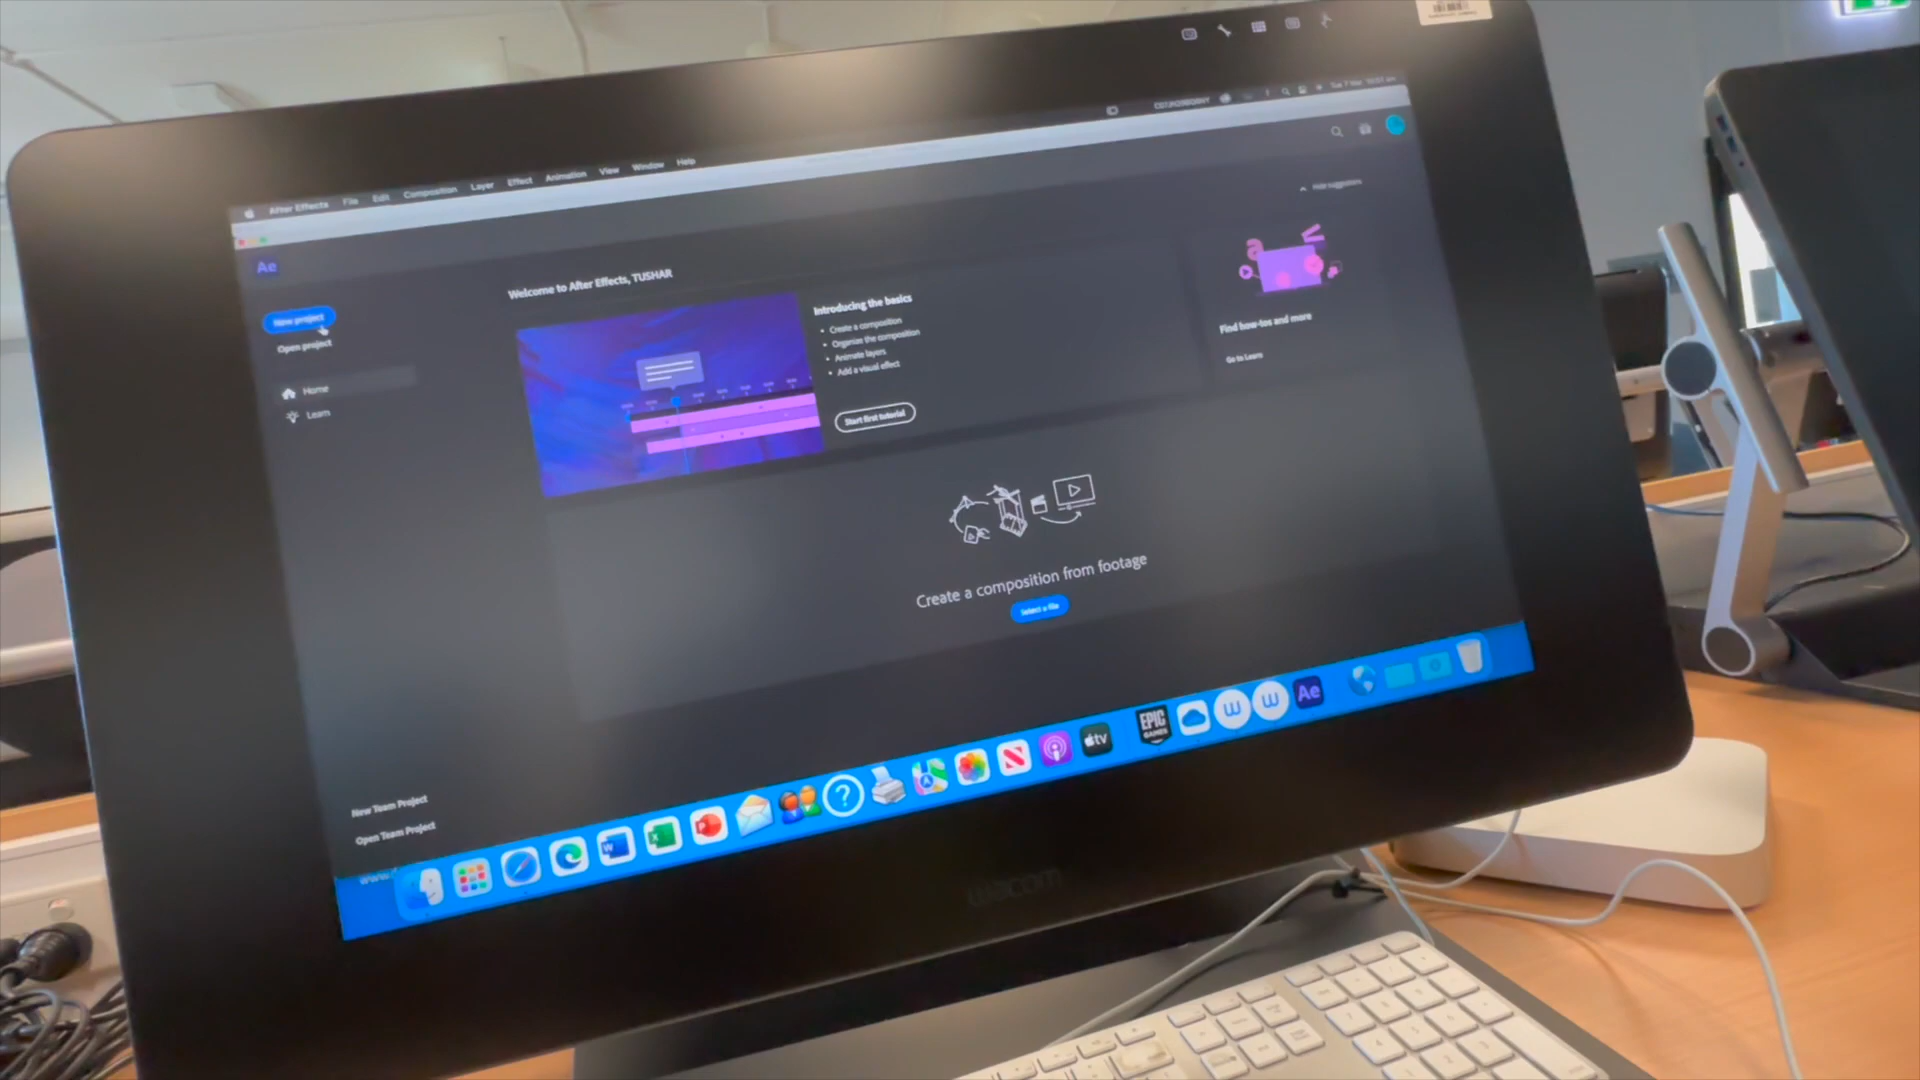 After Effects File Edit Composition Layer Effect Animation View Window Help
Ae
Hide suggestions
Welcome to After Effects, TUSHAR
New project
Open project
Home
Learn
Introducing the basics
• Create a composition
• Organize the composition
• Animate layers
• Add a visual effect
Start first tutorial
Find how-tos and more
Go to Learn
Create a composition from footage
Select a file
New Team Project
Open Team Project
W
X
P
?
tv
EPIC
GAMES
W
W
Ae
wacom